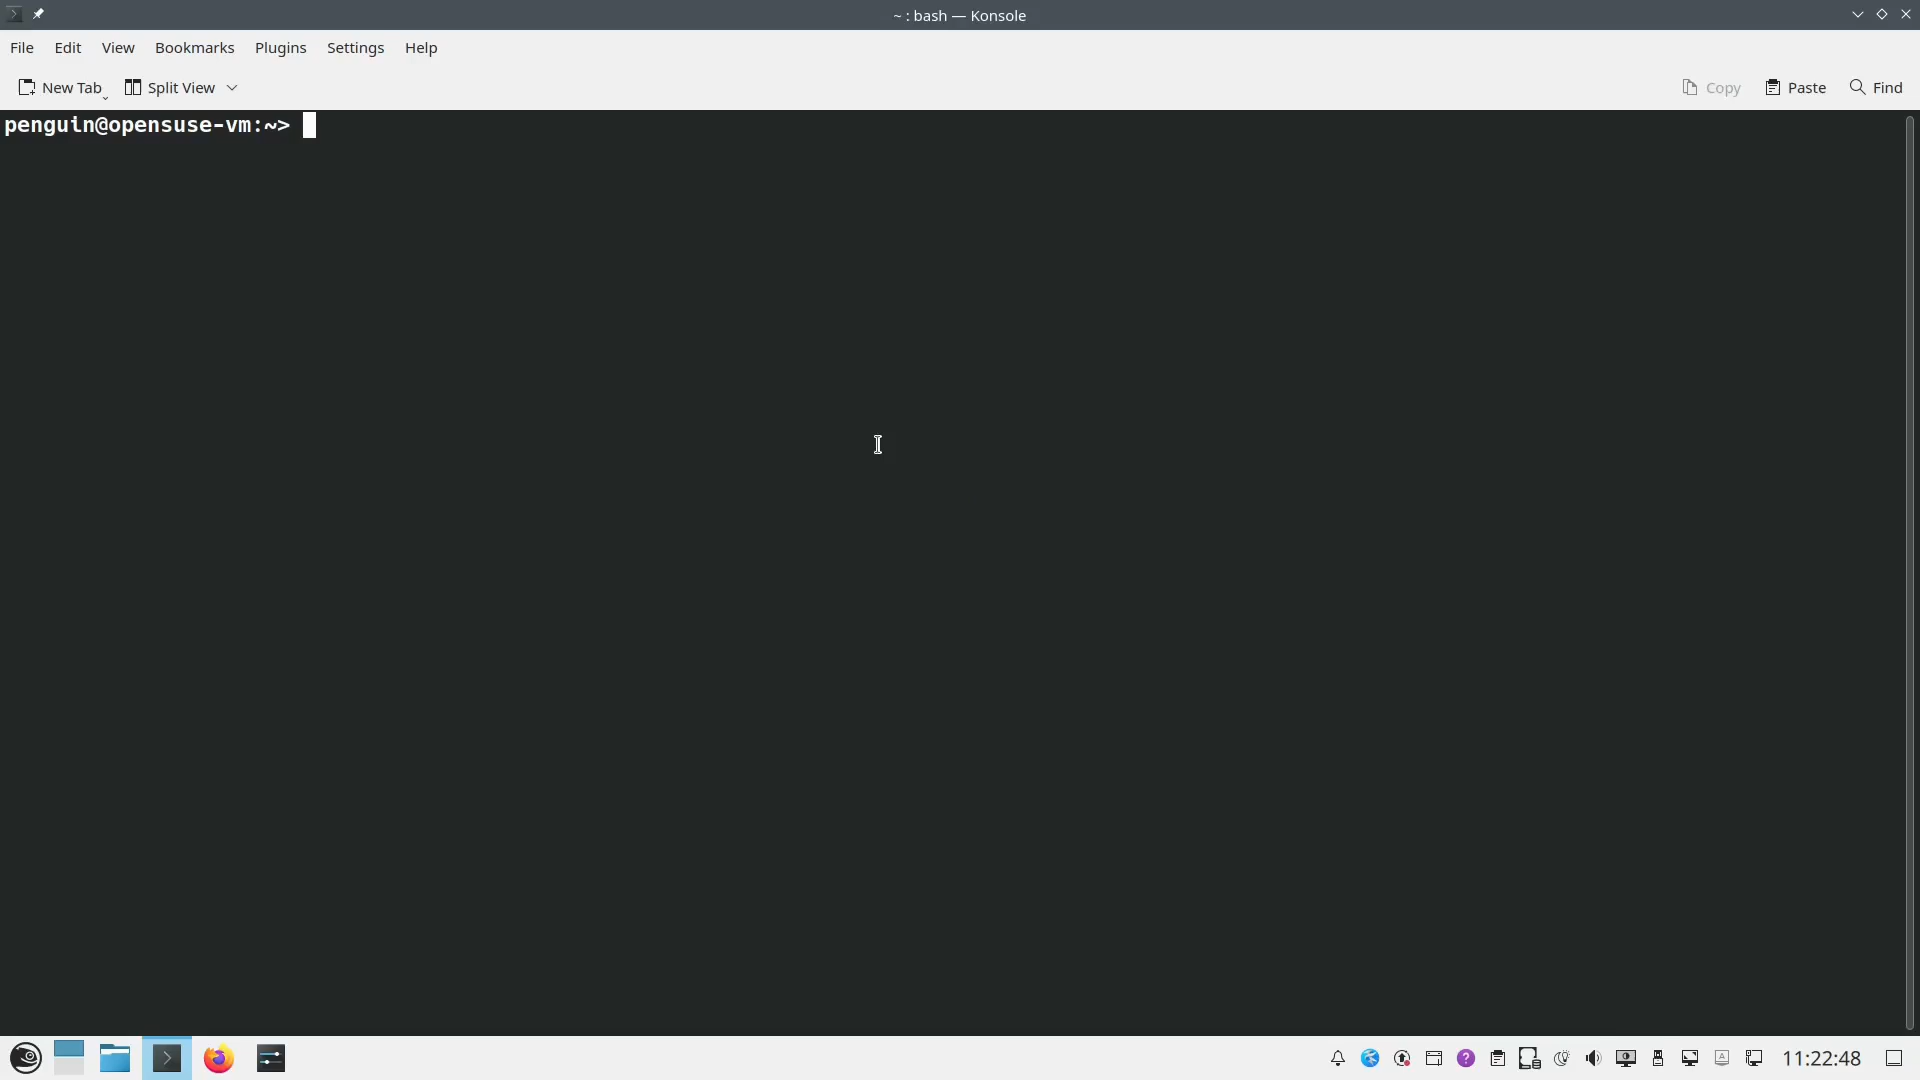 ~ : bash — Konsole
File Edit View Bookmarks Plugins Settings Help
New Tab Split View Copy Paste Find
penguin@opensuse-vm:~>
11:22:48